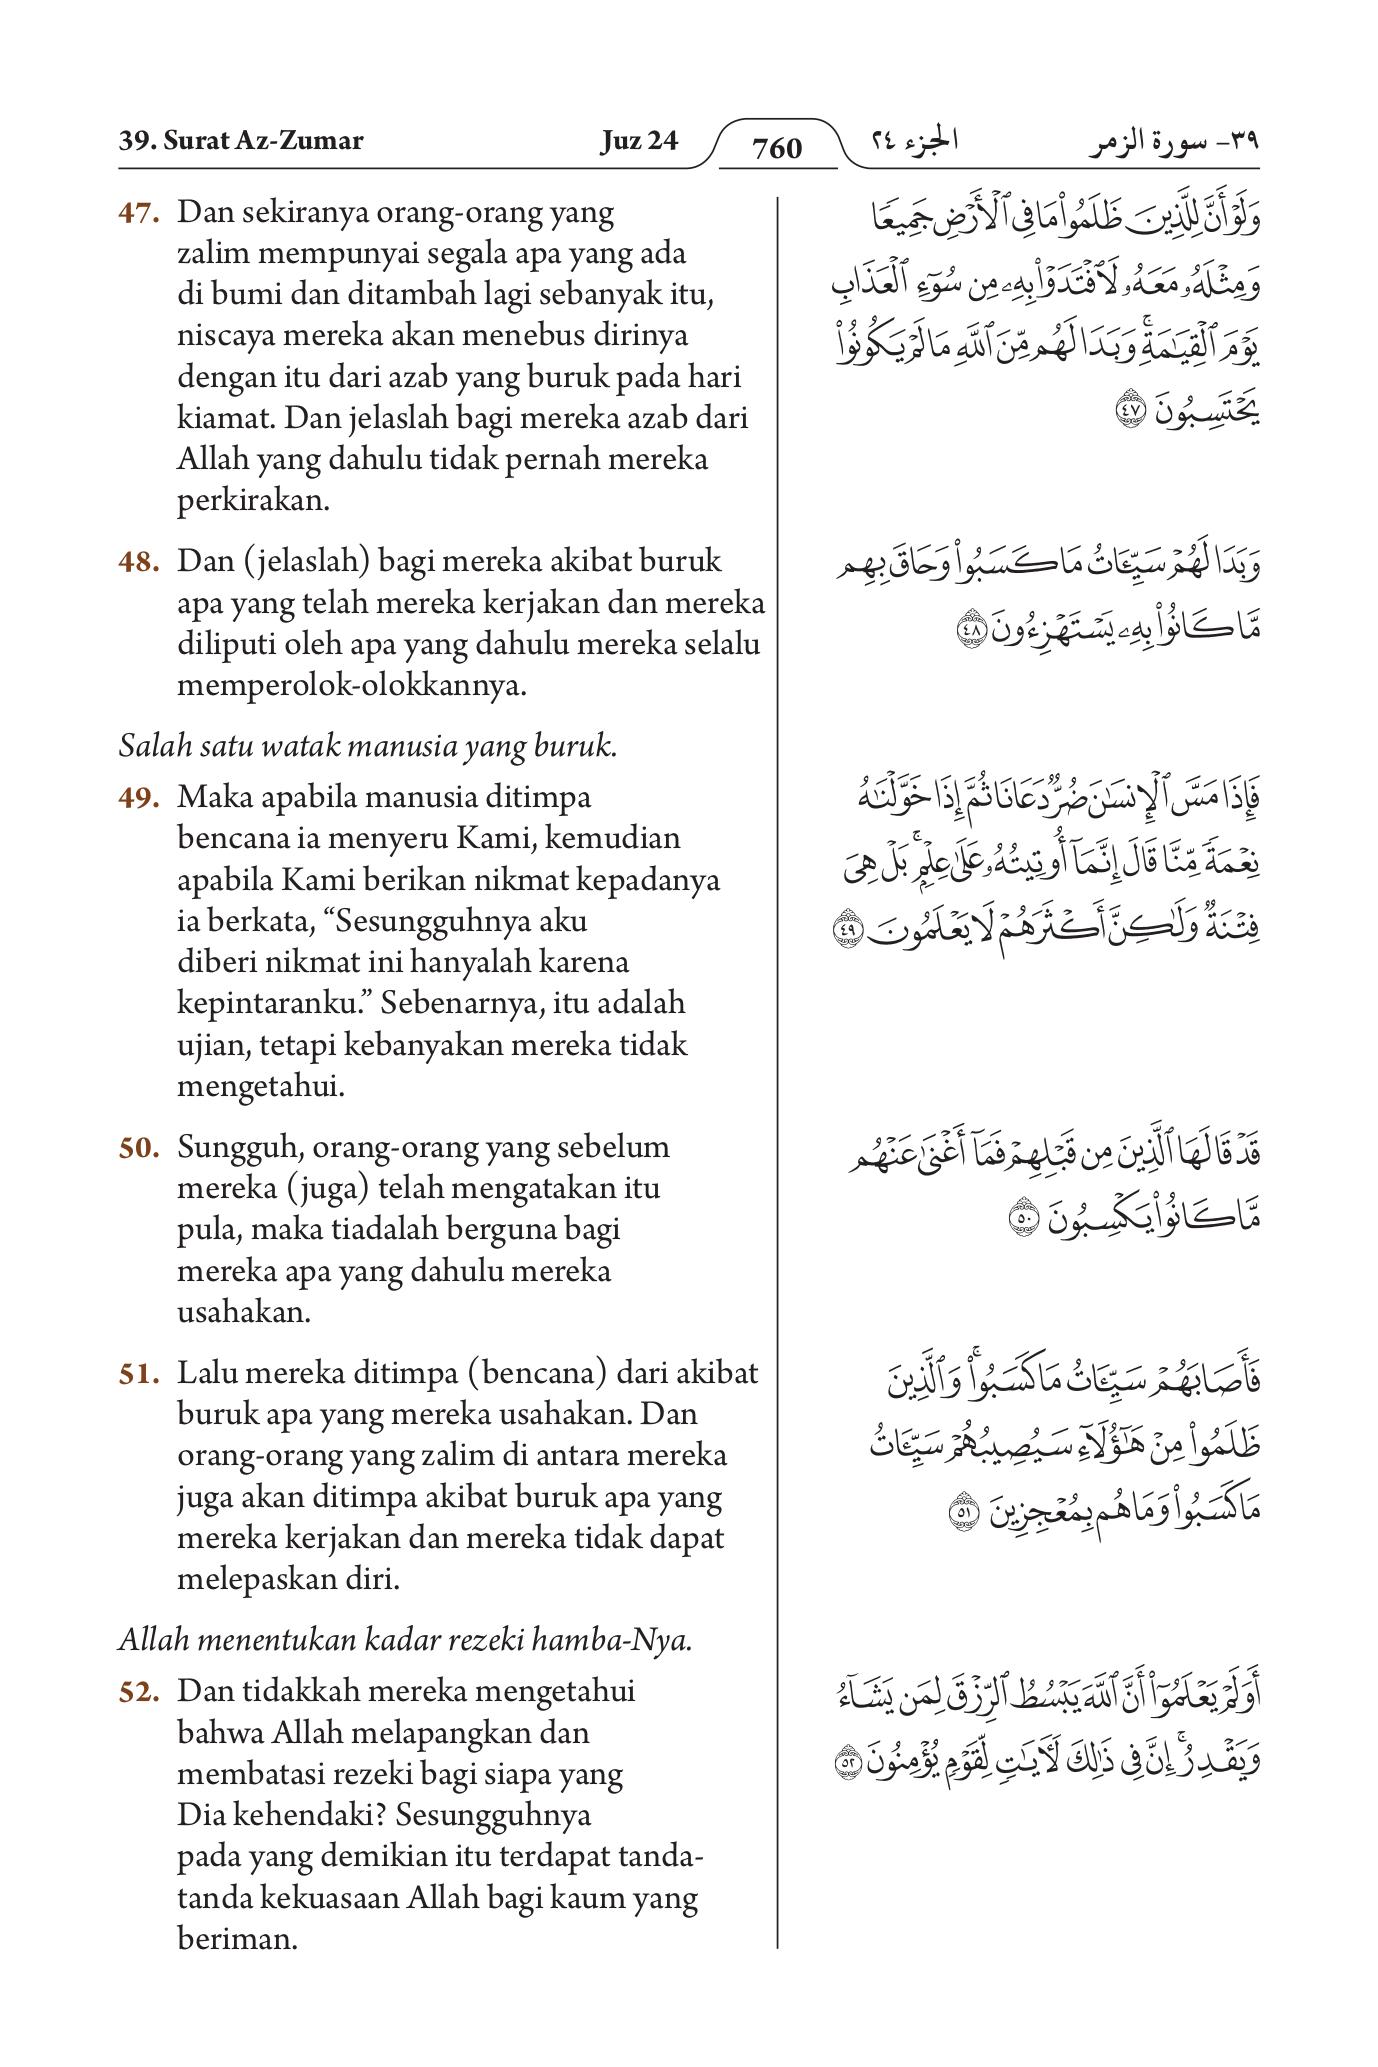 39. Surat Az-Zumar
Juz 24
760
الجزء ٢٤
٣٩- سورة الزمر
47. Dan sekiranya orang-orang yang
zalim mempunyai segala apa yang ada
di bumi dan ditambah lagi sebanyak itu,
niscaya mereka akan menebus dirinya
dengan itu dari azab yang buruk pada hari
kiamat. Dan jelaslah bagi mereka azab dari
Allah yang dahulu tidak pernah mereka
perkirakan.
وَلَوْ أَنَّ لِلَّذِينَ ظَلَمُوا۟ مَا فِى ٱلْأَرْضِ جَمِيعًا
وَمِثْلَهُۥ مَعَهُۥ لَٱفْتَدَوْا۟ بِهِۦ مِن سُوٓءِ ٱلْعَذَابِ
يَوْمَ ٱلْقِيَـٰمَةِ ۚ وَبَدَا لَهُم مِّنَ ٱللَّهِ مَا لَمْ يَكُونُوا۟
يَحْتَسِبُونَ ٤٧
48. Dan (jelaslah) bagi mereka akibat buruk
apa yang telah mereka kerjakan dan mereka
diliputi oleh apa yang dahulu mereka selalu
memperolok-olokkannya.
وَبَدَا لَهُمْ سَيِّـَٔاتُ مَا كَسَبُوا۟ وَحَاقَ بِهِم
مَّا كَانُوا۟ بِهِۦ يَسْتَهْزِءُونَ ٤٨
Salah satu watak manusia yang buruk.
49. Maka apabila manusia ditimpa
bencana ia menyeru Kami, kemudian
apabila Kami berikan nikmat kepadanya
ia berkata, “Sesungguhnya aku
diberi nikmat ini hanyalah karena
kepintaranku.” Sebenarnya, itu adalah
ujian, tetapi kebanyakan mereka tidak
mengetahui.
فَإِذَا مَسَّ ٱلْإِنسَـٰنَ ضُرٌّ دَعَانَا ثُمَّ إِذَا خَوَّلْنَـٰهُ
نِعْمَةً مِّنَّا قَالَ إِنَّمَآ أُوتِيتُهُۥ عَلَىٰ عِلْمٍۭ ۚ بَلْ هِىَ
فِتْنَةٌ وَلَـٰكِنَّ أَكْثَرَهُمْ لَا يَعْلَمُونَ ٤٩
50. Sungguh, orang-orang yang sebelum
mereka (juga) telah mengatakan itu
pula, maka tiadalah berguna bagi
mereka apa yang dahulu mereka
usahakan.
قَدْ قَالَهَا ٱلَّذِينَ مِن قَبْلِهِمْ فَمَآ أَغْنَىٰ عَنْهُم
مَّا كَانُوا۟ يَكْسِبُونَ ٥٠
51. Lalu mereka ditimpa (bencana) dari akibat
buruk apa yang mereka usahakan. Dan
orang-orang yang zalim di antara mereka
juga akan ditimpa akibat buruk apa yang
mereka kerjakan dan mereka tidak dapat
melepaskan diri.
فَأَصَابَهُمْ سَيِّـَٔاتُ مَا كَسَبُوا۟ ۚ وَٱلَّذِينَ
ظَلَمُوا۟ مِنْ هَـٰٓؤُلَآءِ سَيُصِيبُهُمْ سَيِّـَٔاتُ
مَا كَسَبُوا۟ وَمَا هُم بِمُعْجِزِينَ ٥١
Allah menentukan kadar rezeki hamba-Nya.
52. Dan tidakkah mereka mengetahui
bahwa Allah melapangkan dan
membatasi rezeki bagi siapa yang
Dia kehendaki? Sesungguhnya
pada yang demikian itu terdapat tanda-
tanda kekuasaan Allah bagi kaum yang
beriman.
أَوَلَمْ يَعْلَمُوٓا۟ أَنَّ ٱللَّهَ يَبْسُطُ ٱلرِّزْقَ لِمَن يَشَآءُ
وَيَقْدِرُ ۚ إِنَّ فِى ذَٰلِكَ لَـَٔايَـٰتٍ لِّقَوْمٍ يُؤْمِنُونَ ٥٢